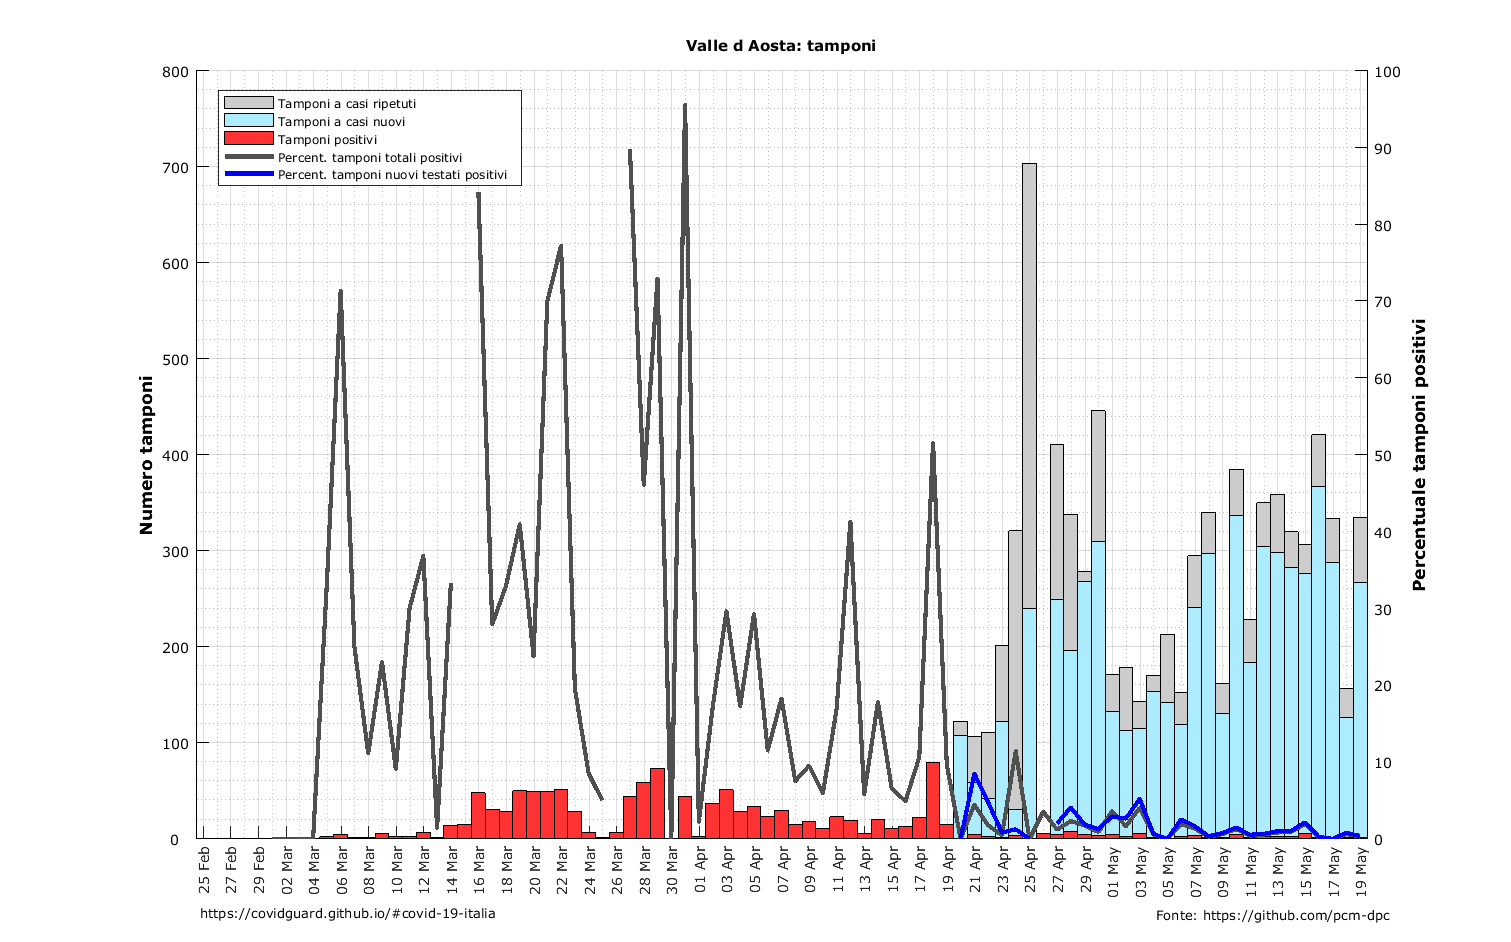 Valle d Aosta: tamponi
Tamponi a casi ripetuti
Tamponi a casi nuovi
Tamponi positivi
Percent. tamponi totali positivi
Percent. tamponi nuovi testati positivi
Numero tamponi
800
700
600
500
400
300
200
100
0
100
90
80
70
60
50
40
30
20
10
0
Percentuale tamponi positivi
25 Feb
27 Feb
29 Feb
02 Mar
04 Mar
06 Mar
08 Mar
10 Mar
12 Mar
14 Mar
16 Mar
18 Mar
20 Mar
22 Mar
24 Mar
26 Mar
28 Mar
30 Mar
01 Apr
03 Apr
05 Apr
07 Apr
09 Apr
11 Apr
13 Apr
15 Apr
17 Apr
19 Apr
21 Apr
23 Apr
25 Apr
27 Apr
29 Apr
01 May
03 May
05 May
07 May
09 May
11 May
13 May
15 May
17 May
19 May
https://covidguard.github.io/#covid-19-italia
Fonte: https://github.com/pcm-dpc